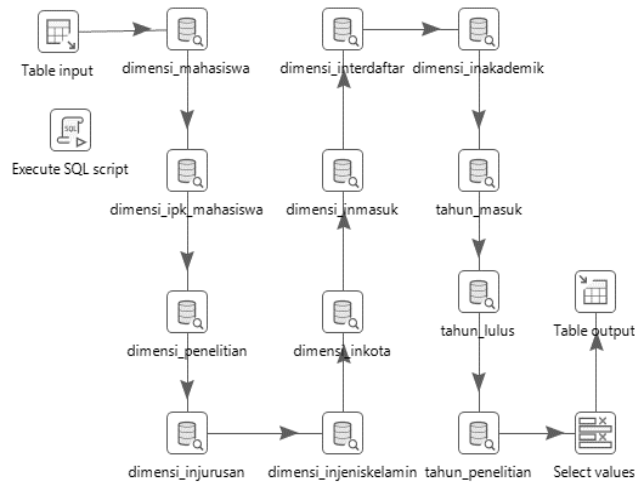 Table input
dimensi_mahasiswa
dimensi_interdaftar
dimensi_inakademik
SQL
Execute SQL script
dimensi_ipk_mahasiswa
dimensi_inmasuk
tahun_masuk
dimensi_penelitian
dimensi_inkota
tahun_lulus
Table output
dimensi_injurusan
dimensi_injeniskelamin
tahun_penelitian
Select values